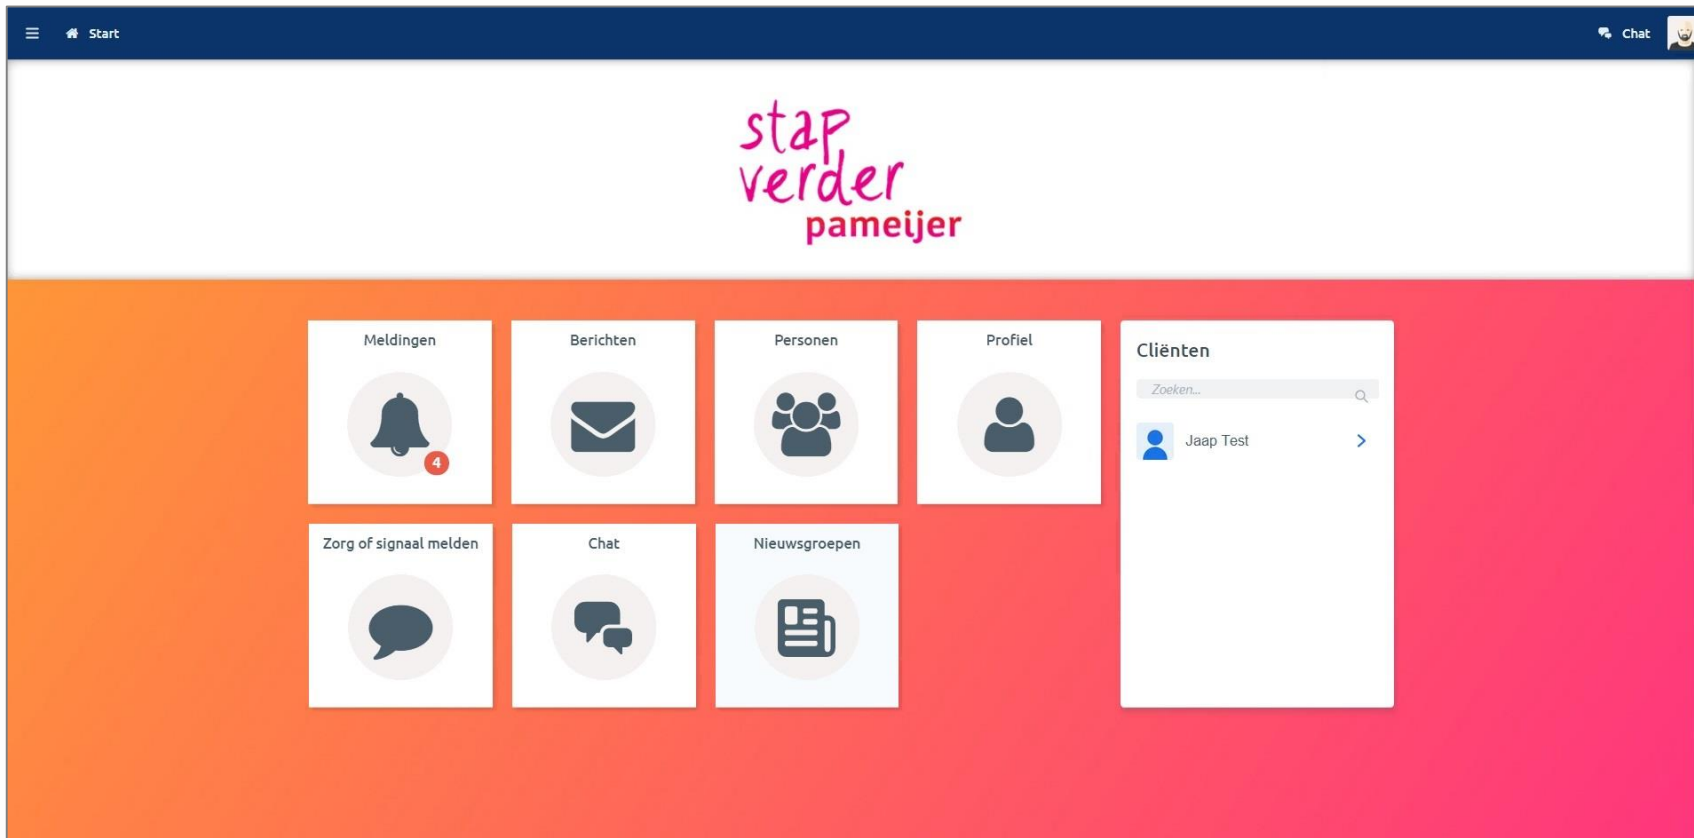 Start
Chat
stap
verder
pameijer
Meldingen
Berichten
Personen
Profiel
4
Zorg of signaal melden
Chat
Nieuwsgroepen
Cliënten
Zoeken...
Jaap Test